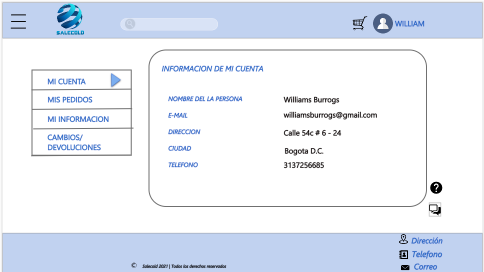 SALECOLD
WILLIAM
MI CUENTA
MIS PEDIDOS
MI INFORMACION
CAMBIOS/
DEVOLUCIONES
INFORMACION DE MI CUENTA
NOMBRE DEL LA PERSONA Williams Burrogs
E-MAIL williamsburrogs@gmail.com
DIRECCION Calle 54c # 6 - 24
CIUDAD Bogota D.C.
TELEFONO 3137256685
?
Dirección
Telefono
Correo
© Salecold 2021 | Todos los derechos reservados